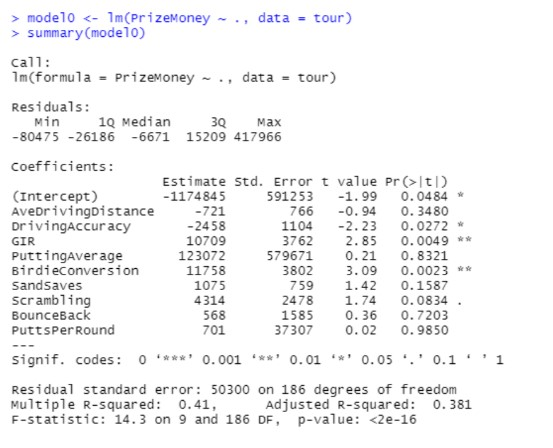 > model0 <- lm(PrizeMoney ~ ., data = tour)
> summary(model0)
Call:
lm(formula = PrizeMoney ~ ., data = tour)
Residuals:
Min 1Q Median 3Q Max
-80475 -26186 -6671 15209 417966
Coefficients:
Estimate Std. Error t value Pr(>|t|)
(Intercept) -1174845 591253 -1.99 0.0484 *
AveDrivingDistance -721 766 -0.94 0.3480
DrivingAccuracy -2458 1104 -2.23 0.0272 *
GIR 10709 3762 2.85 0.0049 **
PuttingAverage 123072 579671 0.21 0.8321
BirdieConversion 11758 3802 3.09 0.0023 **
SandSaves 1075 759 1.42 0.1587
Scrambling 4314 2478 1.74 0.0834 .
BounceBack 568 1585 0.36 0.7203
PuttsPerRound 701 37307 0.02 0.9850
---
Signif. codes: 0 ‘***’ 0.001 ‘**’ 0.01 ‘*’ 0.05 ‘.’ 0.1 ‘ ’ 1
Residual standard error: 50300 on 186 degrees of freedom
Multiple R-squared: 0.41, Adjusted R-squared: 0.381
F-statistic: 14.3 on 9 and 186 DF, p-value: <2e-16